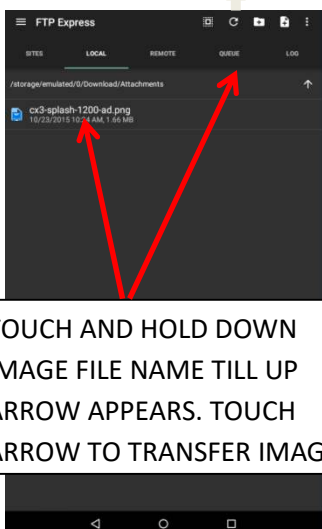 FTP Express
SITES LOCAL REMOTE QUEUE LOG
/storage/emulated/0/Download/Attachments
cx3-splash-1200-ad.png
10/23/2015 10:34 AM, 1.66 MB
TOUCH AND HOLD DOWN
IMAGE FILE NAME TILL UP
ARROW APPEARS. TOUCH
ARROW TO TRANSFER IMAG